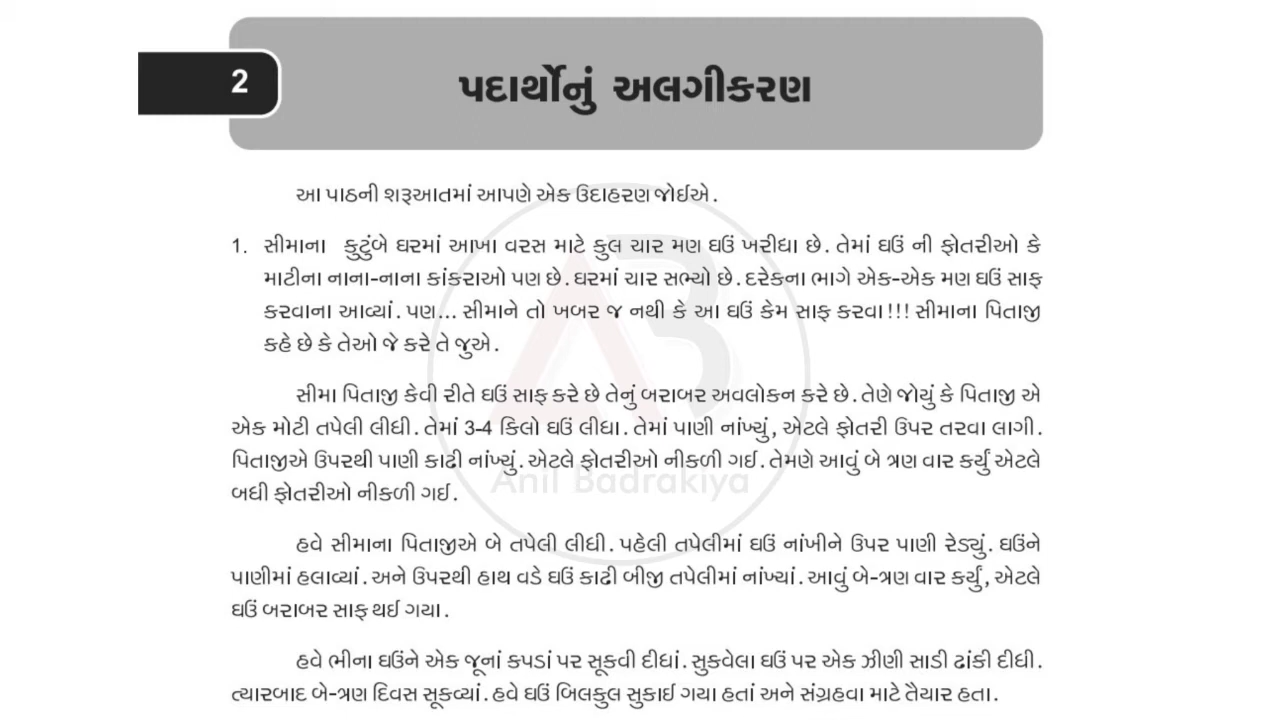 2
પદાર્થોનું અલગીકરણ
આ પાઠની શરૂઆતમાં આપણે એક ઉદાહરણ જોઈએ.
1. સીમાના કુટુંબે ઘરમાં આખા વરસ માટે કુલ ચાર મણ ઘઉં ખરીધા છે. તેમાં ઘઉં ની ફોતરીઓ કે
માટીના નાના-નાના કાંકરાઓ પણ છે. ઘરમાં ચાર સભ્યો છે. દરેકના ભાગે એક-એક મણ ઘઉં સાફ
કરવાના આવ્યાં. પણ... સીમાને તો ખબર જ નથી કે આ ઘઉં કેમ સાફ કરવા!!! સીમાના પિતાજી
કહે છે કે તેઓ જે કરે તે જુએ.
સીમા પિતાજી કેવી રીતે ઘઉં સાફ કરે છે તેનું બરાબર અવલોકન કરે છે. તેણે જોયું કે પિતાજી એ
એક મોટી તપેલી લીધી. તેમાં 3-4 કિલો ઘઉં લીધા. તેમાં પાણી નાંખ્યું, એટલે ફોતરી ઉપર તરવા લાગી.
પિતાજીએ ઉપરથી પાણી કાઢી નાંખ્યું. એટલે ફોતરીઓ નીકળી ગઈ. તેમણે આવું બે ત્રણ વાર કર્યું એટલે
બધી ફોતરીઓ નીકળી ગઈ.
Anil Badrakiya
હવે સીમાના પિતાજીએ બે તપેલી લીધી. પહેલી તપેલીમાં ઘઉં નાંખીને ઉપર પાણી રેડ્યું. ઘઉંને
પાણીમાં હલાવ્યાં. અને ઉપરથી હાથ વડે ઘઉં કાઢી બીજી તપેલીમાં નાંખ્યાં. આવું બે-ત્રણ વાર કર્યું, એટલે
ઘઉં બરાબર સાફ થઈ ગયા.
હવે ભીના ઘઉંને એક જૂનાં કપડાં પર સૂકવી દીધાં. સુકવેલા ઘઉં પર એક ઝીણી સાડી ઢાંકી દીધી.
ત્યારબાદ બે-ત્રણ દિવસ સૂકવ્યાં. હવે ઘઉં બિલકુલ સુકાઈ ગયા હતાં અને સંગ્રહવા માટે તૈયાર હતા.